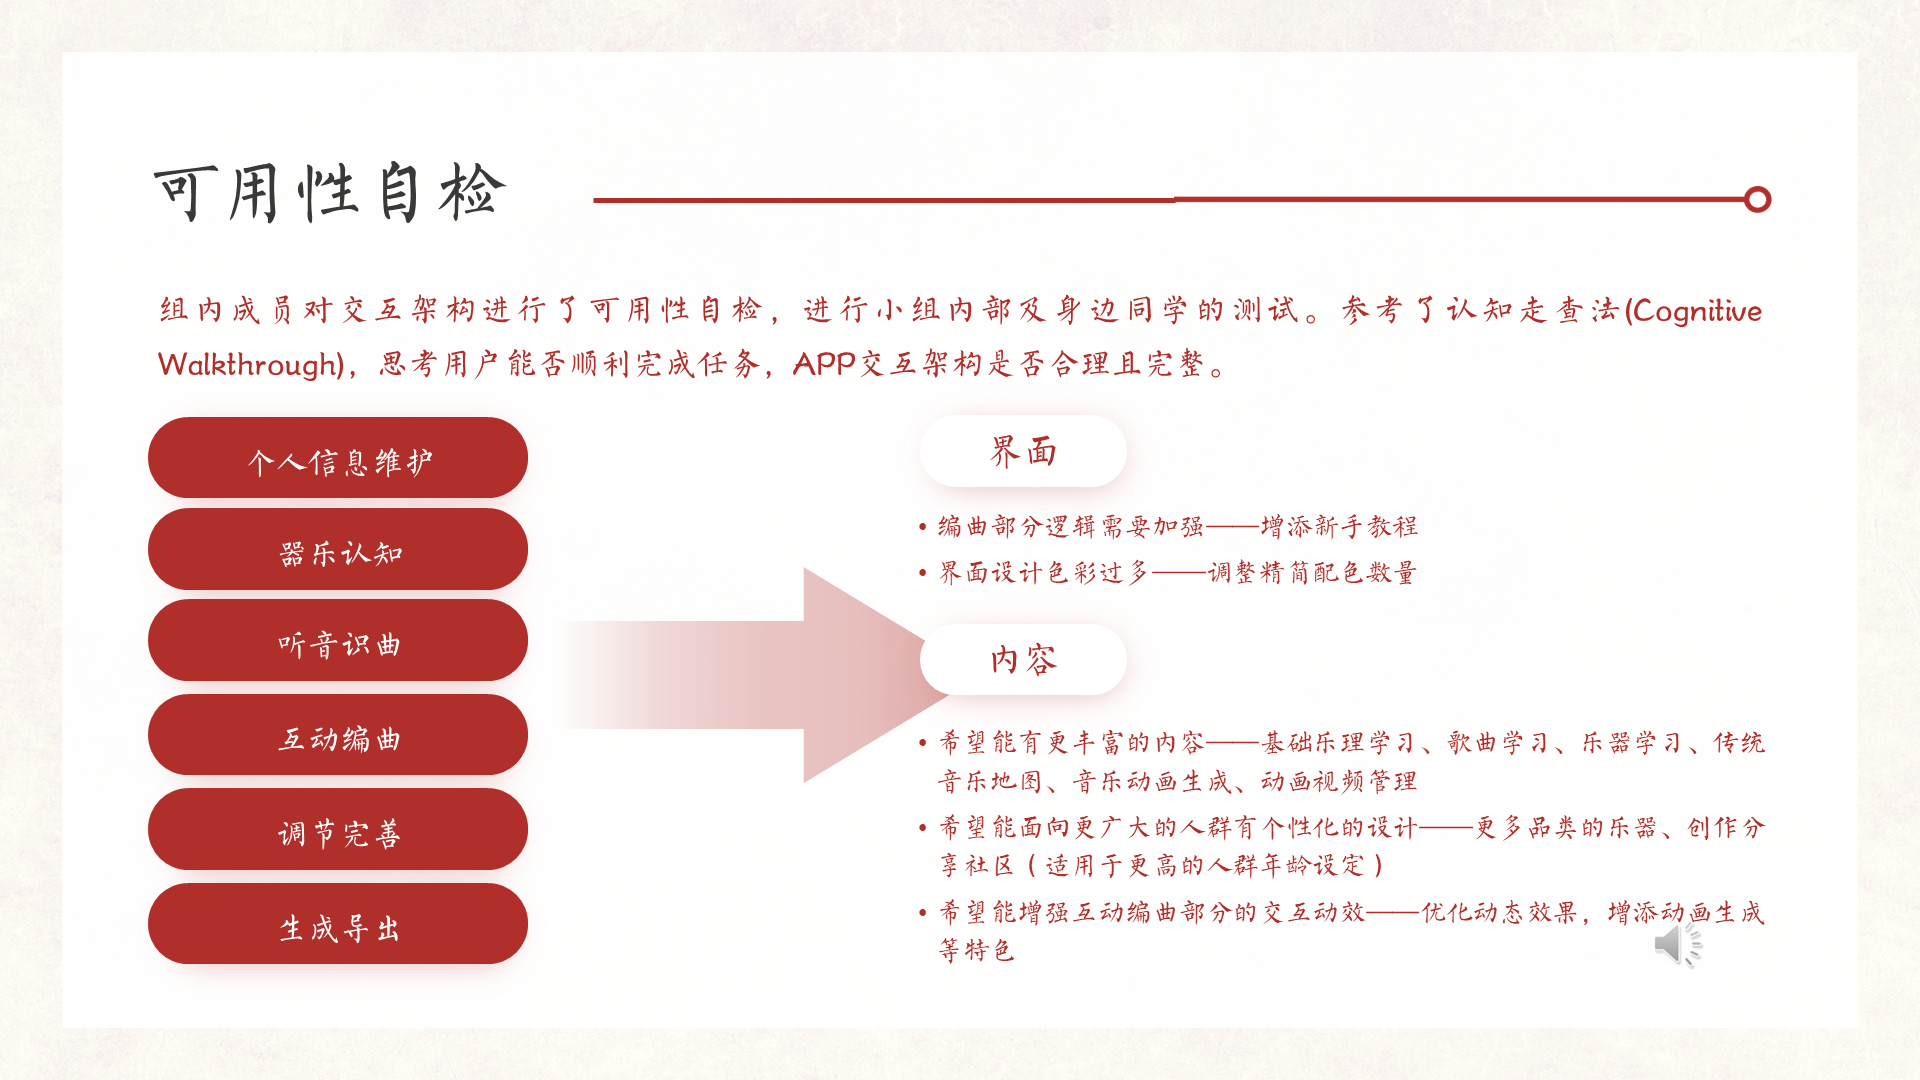 可用性自检
组内成员对交互架构进行了可用性自检，进行小组内部及身边同学的测试。参考了认知走查法(Cognitive
Walkthrough)，思考用户能否顺利完成任务，APP交互架构是否合理且完整。
个人信息维护
器乐认知
听音识曲
互动编曲
调节完善
生成导出
界面
• 编曲部分逻辑需要加强——增添新手教程
• 界面设计色彩过多——调整精简配色数量
内容
• 希望能有更丰富的内容——基础乐理学习、歌曲学习、乐器学习、传统
音乐地图、音乐动画生成、动画视频管理
• 希望能面向更广大的人群有个性化的设计——更多品类的乐器、创作分
享社区（适用于更高的人群年龄设定）
• 希望能增强互动编曲部分的交互动效——优化动态效果，增添动画生成
等特色